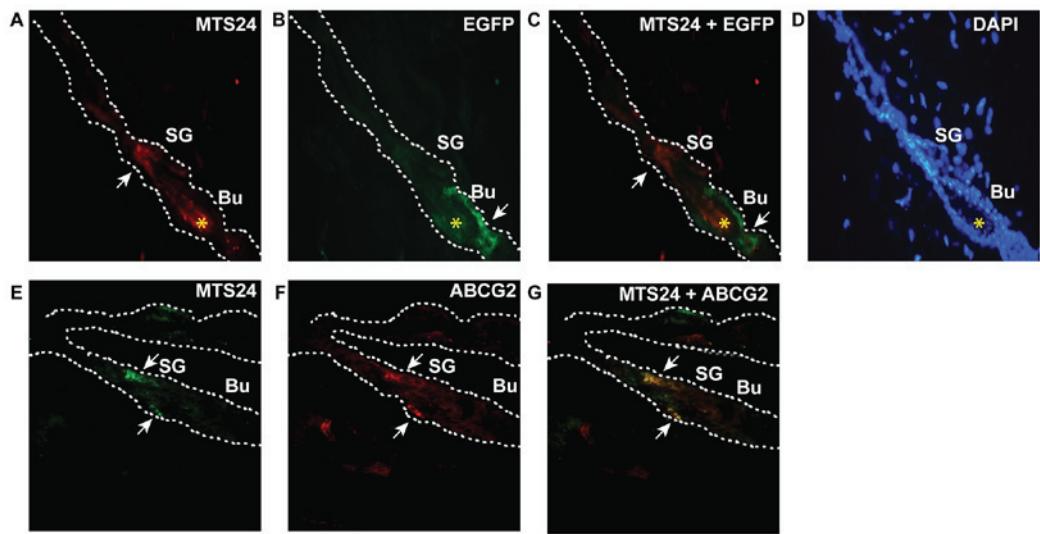 A MTS24
SG
Bu
*
B EGFP
SG
Bu
*
C MTS24 + EGFP
SG
Bu
*
D DAPI
SG
Bu
*
E MTS24
SG
Bu
F ABCG2
SG
Bu
G MTS24 + ABCG2
SG
Bu